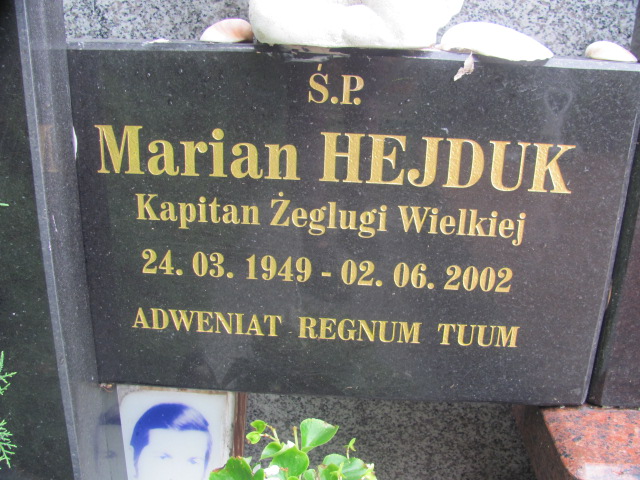 Ś.P.
Marian HEJDUK
Kapitan Żeglugi Wielkiej
24. 03. 1949 - 02. 06. 2002
ADWENIAT REGNUM TUUM